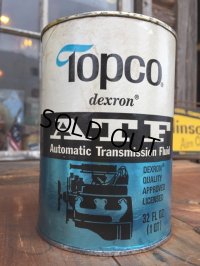 Topco®
dexron®
SOLD OUT
Automatic Transmission Fluid
DEXRON®
QUALITY
APPROVED
LICENSED
32 FL OZ
(1 QT)